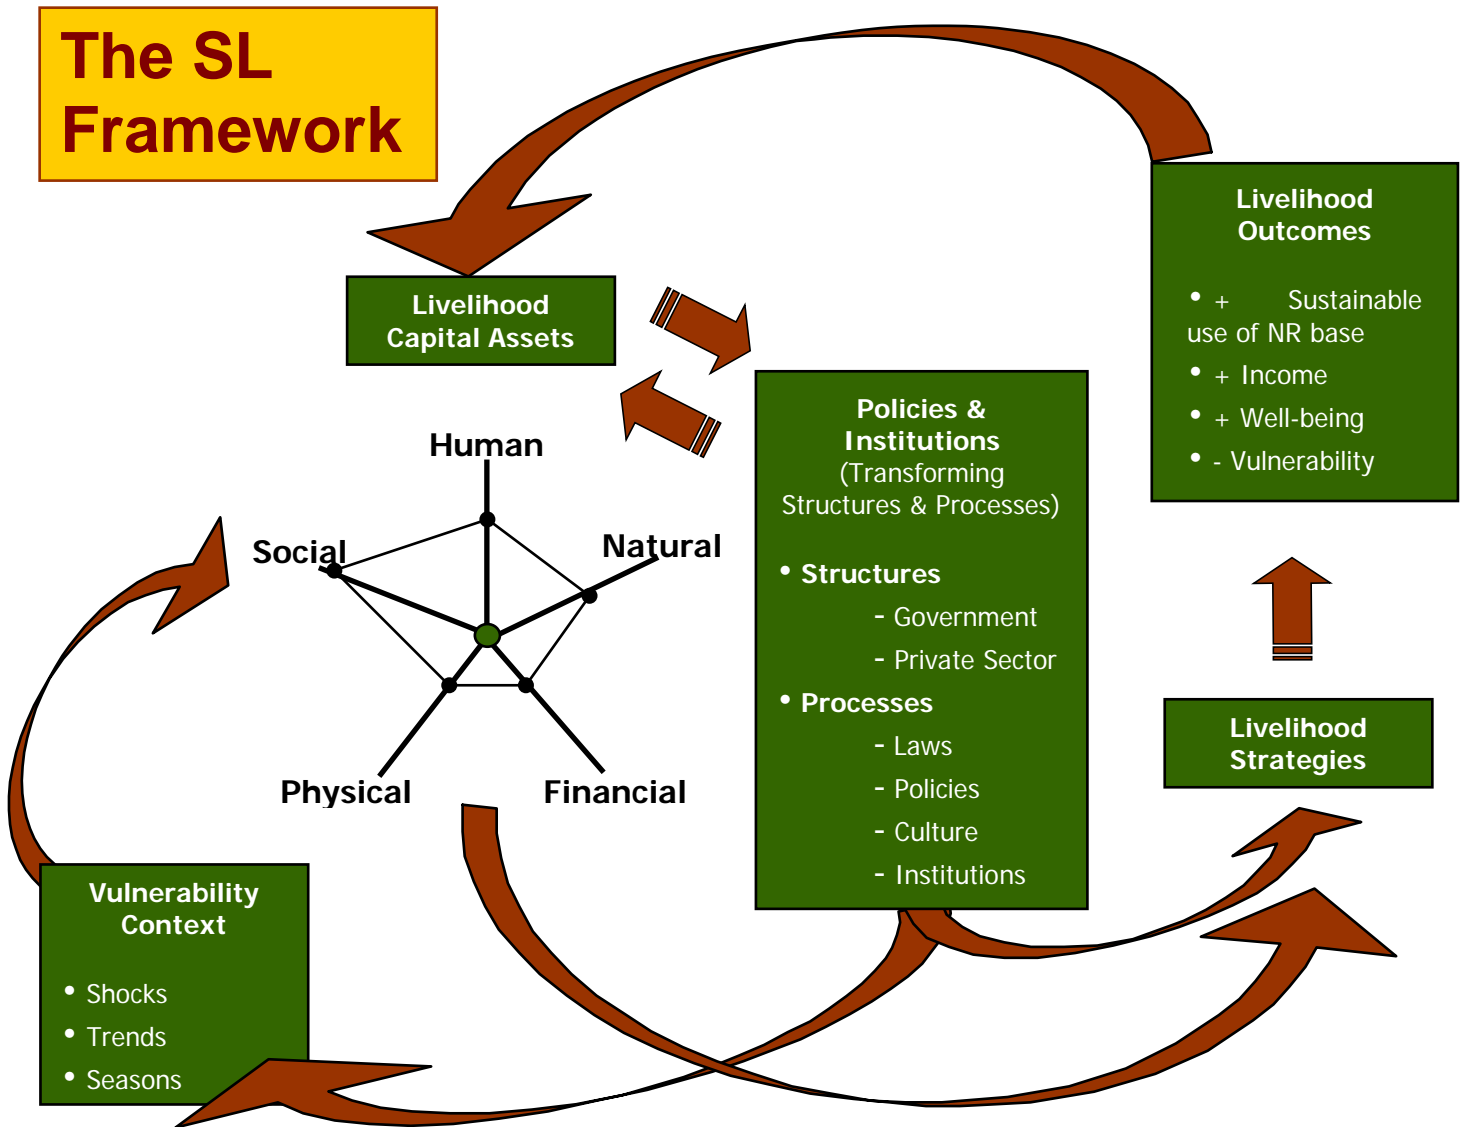 The SL
Framework
Livelihood
Capital Assets
Human
Social
Natural
Physical
Financial
Vulnerability
Context
• Shocks
• Trends
• Seasons
Policies &
Institutions
(Transforming
Structures & Processes)
• Structures
- Government
- Private Sector
• Processes
- Laws
- Policies
- Culture
- Institutions
Livelihood
Strategies
Livelihood
Outcomes
• + Sustainable
use of NR base
• + Income
• + Well-being
• - Vulnerability